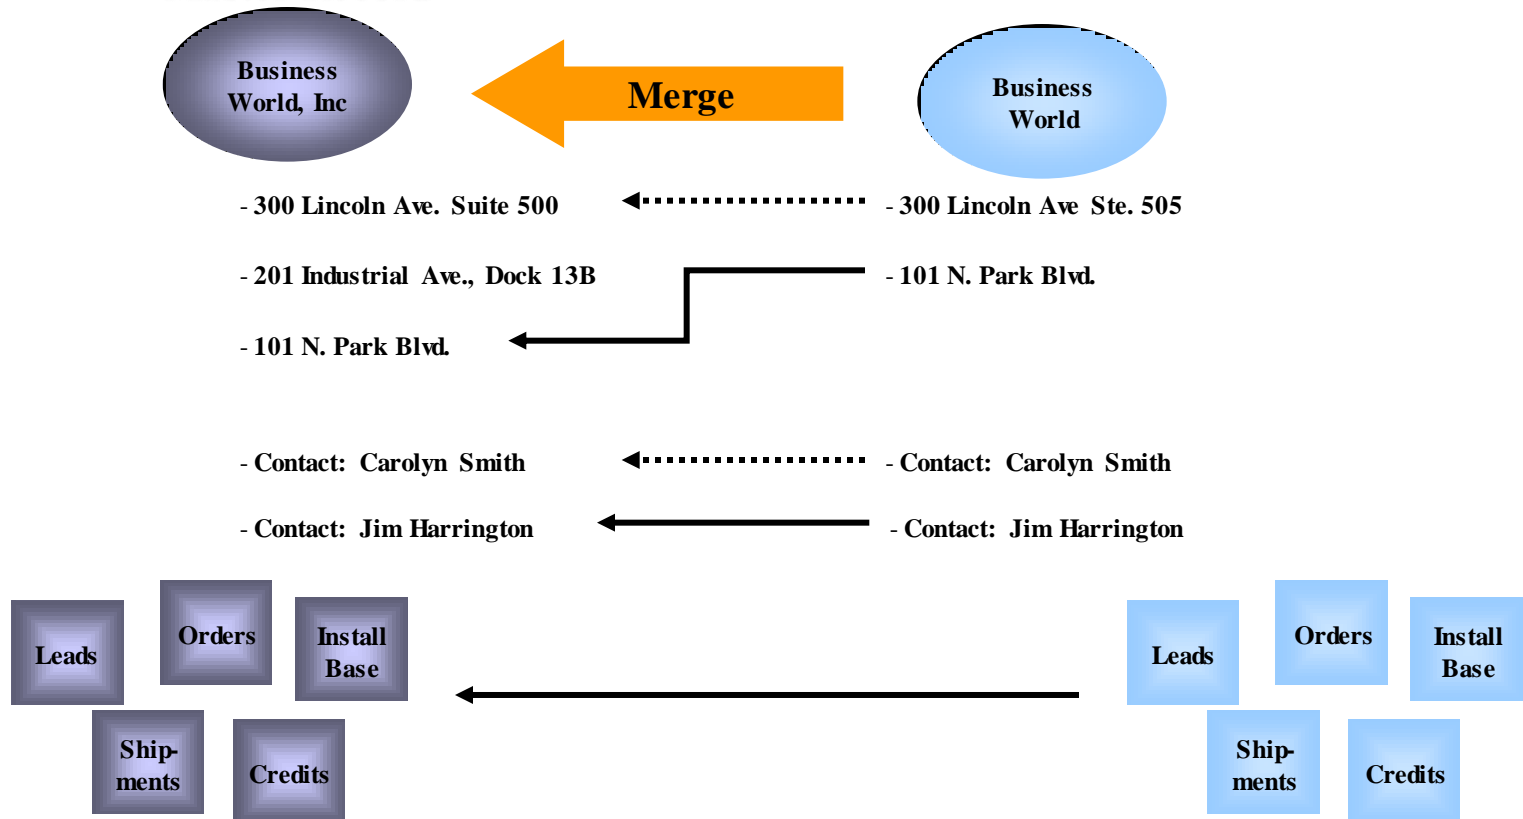 Business
World, Inc
Merge
Business
World
- 300 Lincoln Ave. Suite 500
- 300 Lincoln Ave Ste. 505
- 201 Industrial Ave., Dock 13B
- 101 N. Park Blvd.
- 101 N. Park Blvd.
- Contact: Carolyn Smith
- Contact: Carolyn Smith
- Contact: Jim Harrington
- Contact: Jim Harrington
Leads
Orders
Install
Base
Ship-
ments
Credits
Leads
Orders
Install
Base
Ship-
ments
Credits